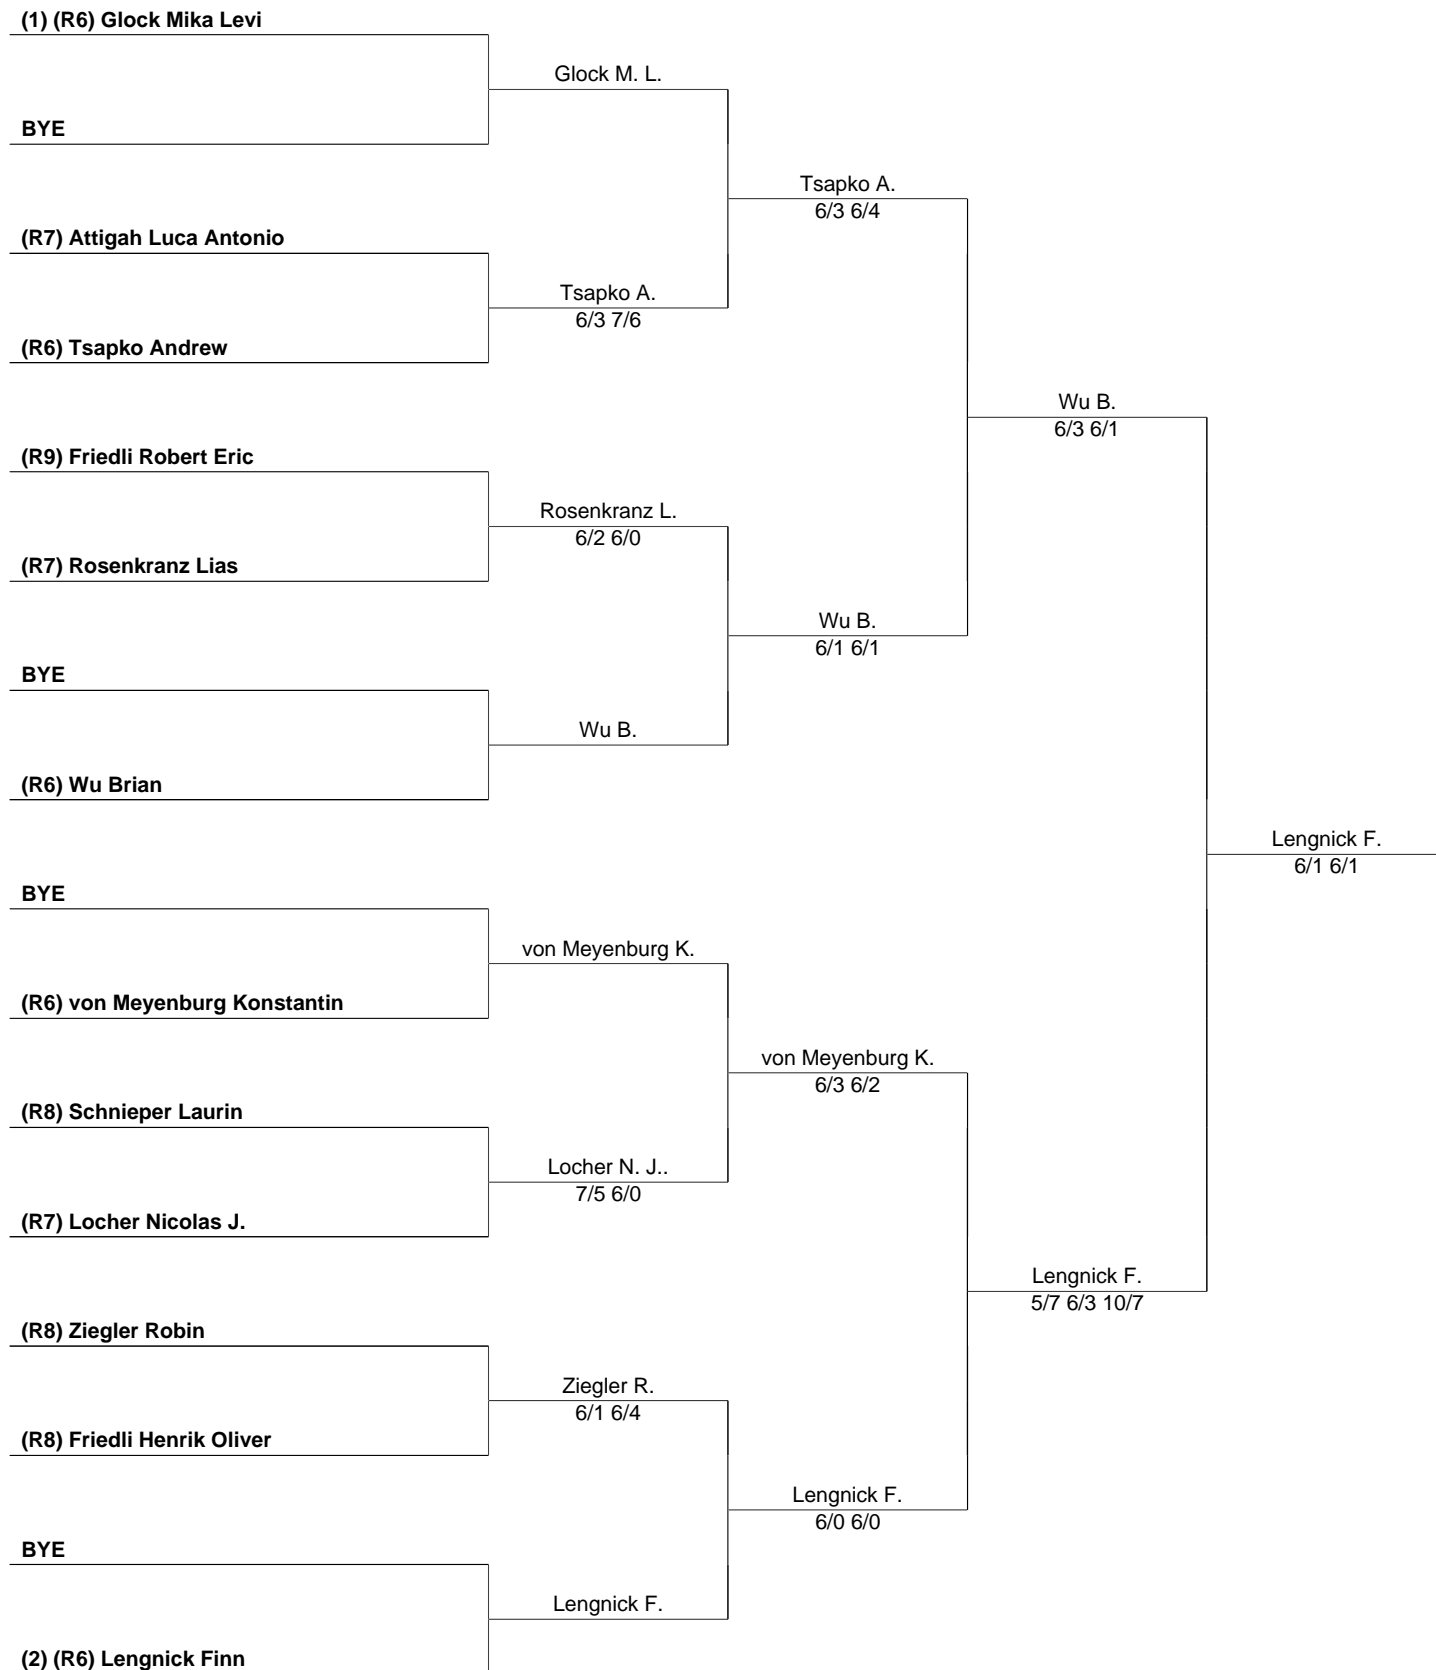 (1) (R6) Glock Mika Levi
Glock M. L.
BYE
Tsapko A.
6/3 6/4
(R7) Attigah Luca Antonio
Tsapko A.
6/3 7/6
(R6) Tsapko Andrew
Wu B.
6/3 6/1
(R9) Friedli Robert Eric
Rosenkranz L.
6/2 6/0
(R7) Rosenkranz Lias
Wu B.
6/1 6/1
BYE
Wu B.
(R6) Wu Brian
Lengnick F.
6/1 6/1
BYE
von Meyenburg K.
(R6) von Meyenburg Konstantin
von Meyenburg K.
6/3 6/2
(R8) Schnieper Laurin
Locher N. J..
7/5 6/0
(R7) Locher Nicolas J.
Lengnick F.
5/7 6/3 10/7
(R8) Ziegler Robin
Ziegler R.
6/1 6/4
(R8) Friedli Henrik Oliver
Lengnick F.
6/0 6/0
BYE
Lengnick F.
(2) (R6) Lengnick Finn